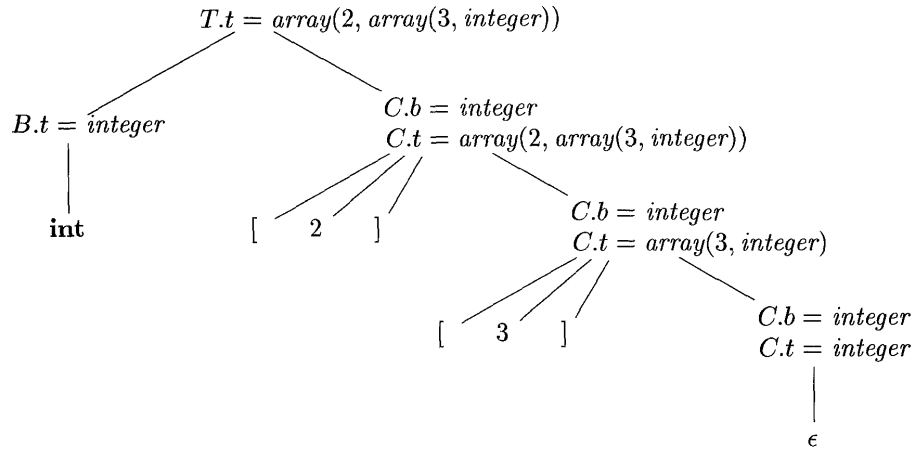 T.t = array(2, array(3, integer))
B.t = integer
C.b = integer
C.t = array(2, array(3, integer))
int
[ 2 ]
C.b = integer
C.t = array(3, integer)
[ 3 ]
C.b = integer
C.t = integer
ϵ